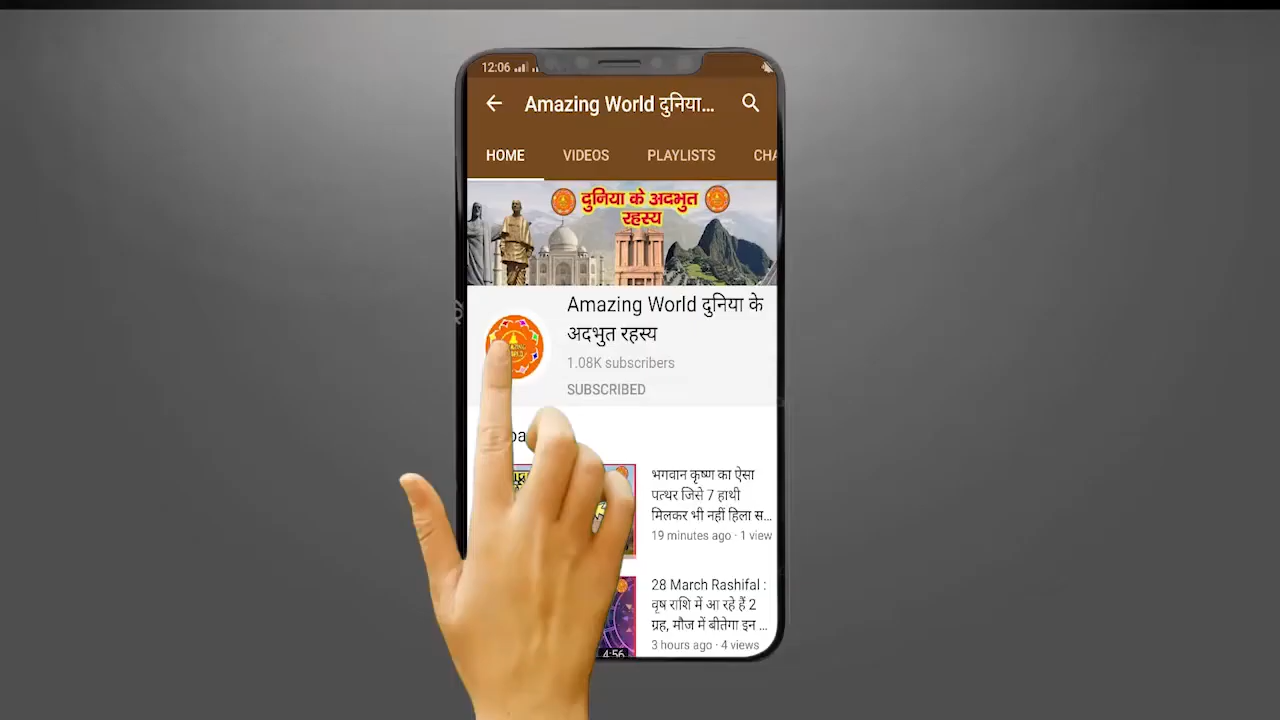 12:06
Amazing World दुनिया...
HOME VIDEOS PLAYLISTS CHA
दुनिया के अदभुत
रहस्य
Amazing World दुनिया के
अदभुत रहस्य
1.08K subscribers
SUBSCRIBED
भगवान कृष्ण का ऐसा
पत्थर जिसे 7 हाथी
मिलकर भी नहीं हिला स...
19 minutes ago · 1 view
28 March Rashifal :
वृष राशि में आ रहे हैं 2
ग्रह, मौज में बीतेगा इन ...
3 hours ago · 4 views
4:56